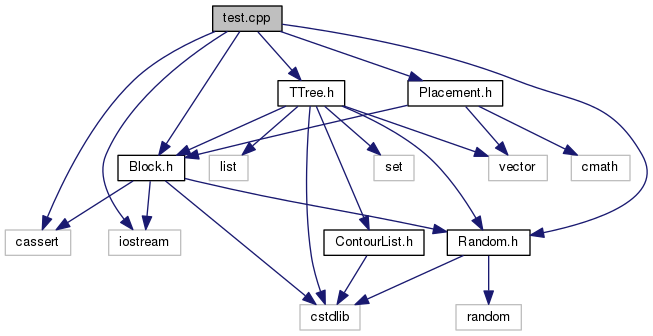 test.cpp
TTree.h
Placement.h
Block.h
list
set
vector
cmath
cassert
iostream
ContourList.h
Random.h
cstdlib
random